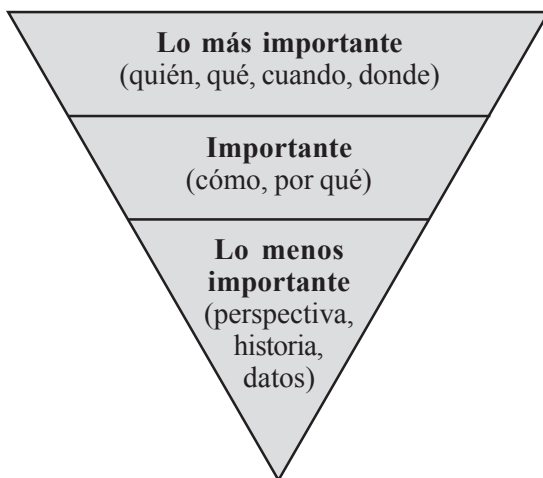 Lo más importante
(quién, qué, cuando, donde)
Importante
(cómo, por qué)
Lo menos
importante
(perspectiva,
historia,
datos)